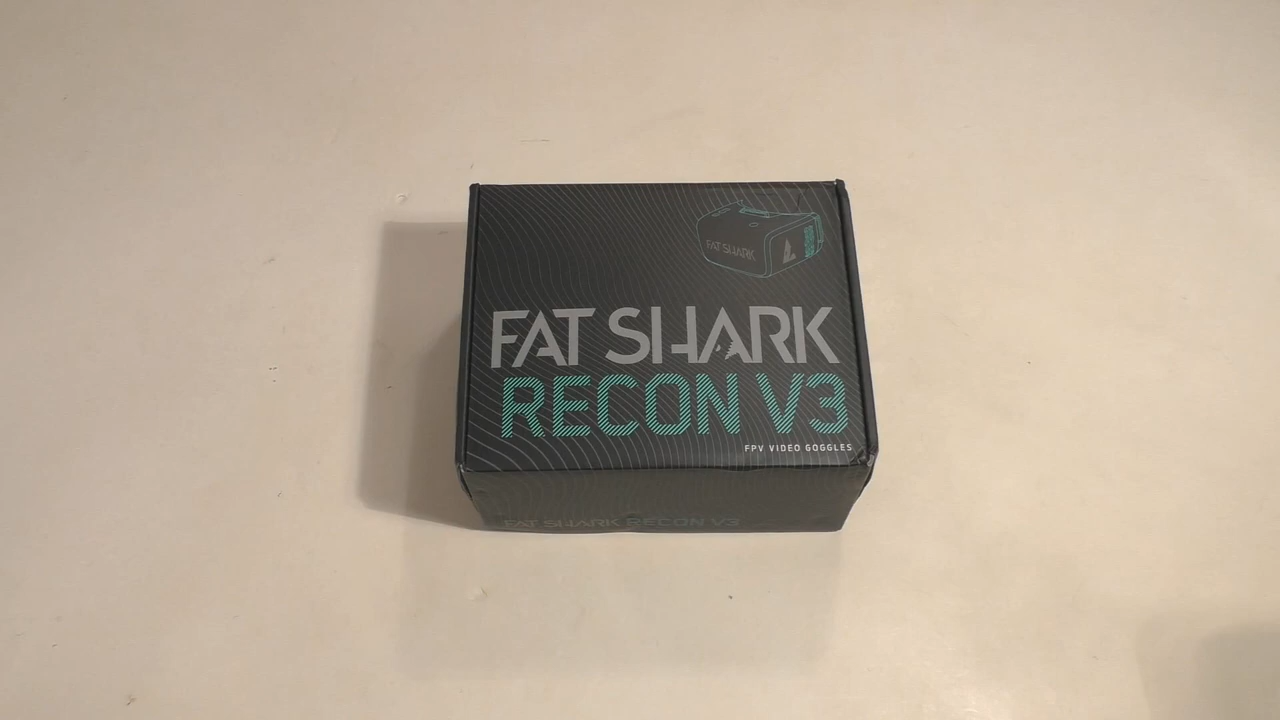 FAT SHARK
FAT SHARK
RECON V3
FPV VIDEO GOGGLES
FAT SHARK RECON V3